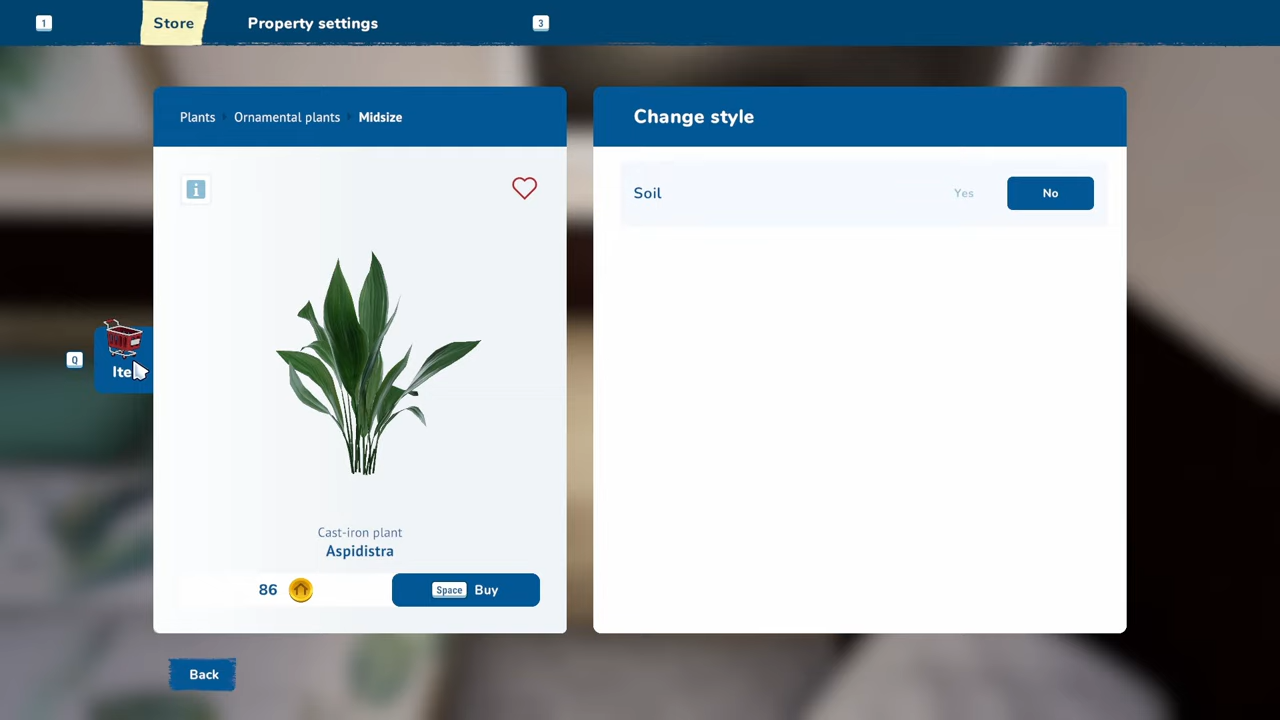 1 Store Property settings 3
Plants Ornamental plants Midsize
i
Cast-iron plant
Aspidistra
86 Space Buy
Change style
Soil Yes No
Q
Back